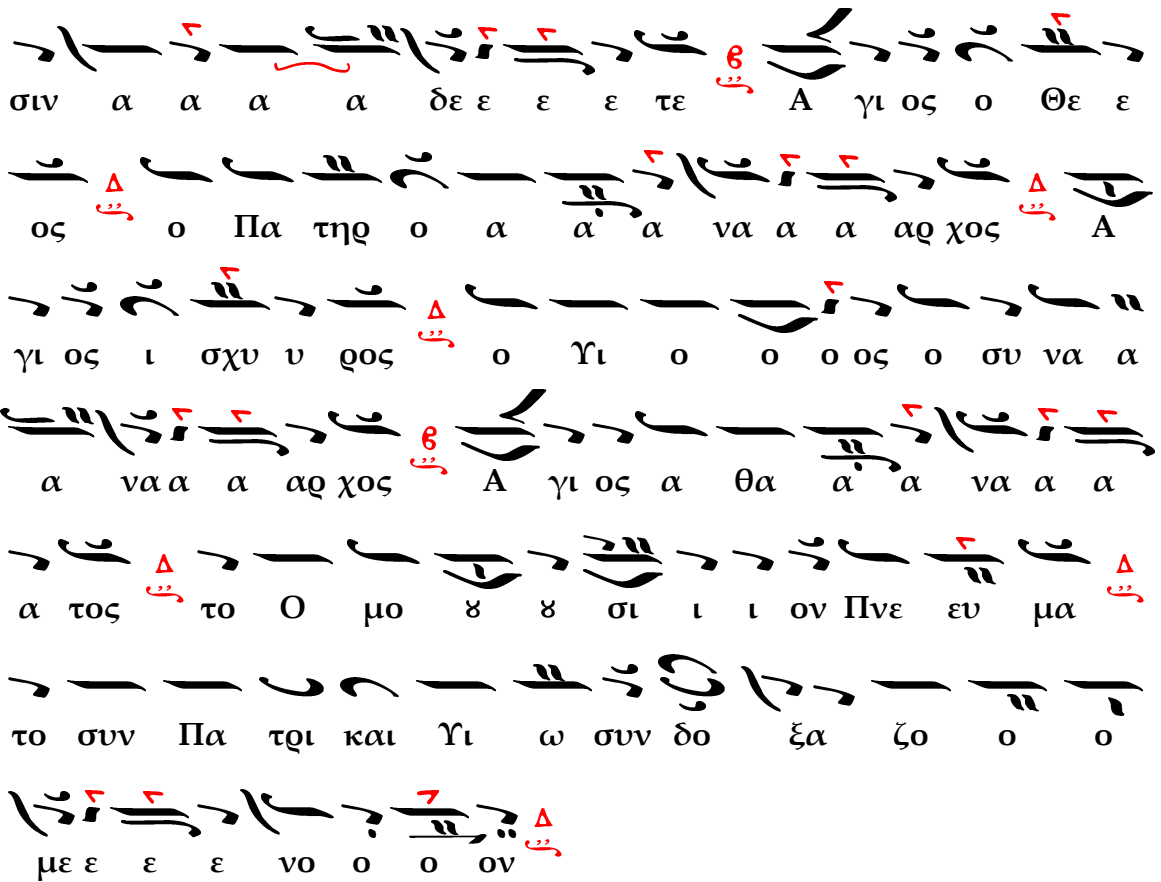 σιν α α α α δε ε ε ε τε Α γι ος ο Θε ε
ος ο Πα τηρ ο α α α να α α αρ χος Α
γι ος ι σχυ υ ρος ο Υι ο ο ο ος ο συ να α
α να α α αρ χος Α γι ος α θα α α να α α
α τος το Ο μο ȣ ȣ σι ι ι ον Πνε ευ μα
το συν Πα τρι και Υι ω συν δο ξα ζο ο ο
με ε ε ε νο ο ο ον